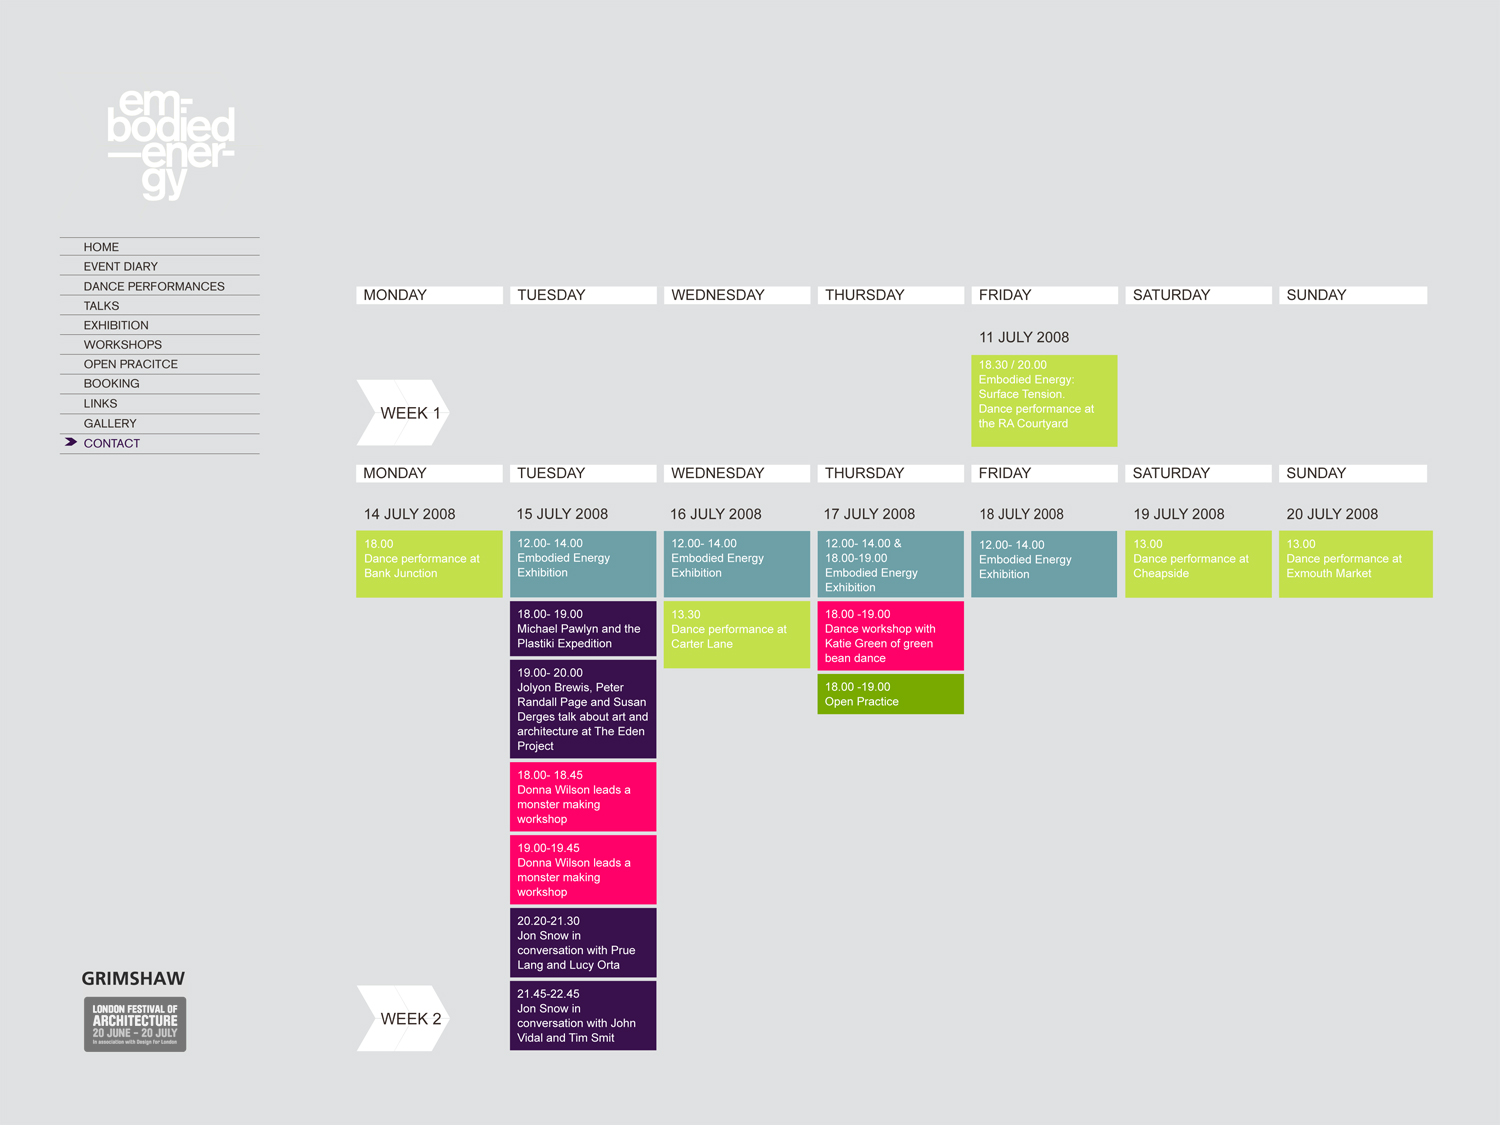 em-
bodied
—ener-
gy
HOME
EVENT DIARY
DANCE PERFORMANCES
TALKS
EXHIBITION
WORKSHOPS
OPEN PRACITCE
BOOKING
LINKS
GALLERY
CONTACT
GRIMSHAW
LONDON FESTIVAL OF
ARCHITECTURE
20 JUNE – 20 JULY
In association with Design for London
MONDAY
TUESDAY
WEDNESDAY
THURSDAY
FRIDAY
SATURDAY
SUNDAY
WEEK 1
11 JULY 2008
18.30 / 20.00
Embodied Energy:
Surface Tension.
Dance performance at
the RA Courtyard
MONDAY
TUESDAY
WEDNESDAY
THURSDAY
FRIDAY
SATURDAY
SUNDAY
WEEK 2
14 JULY 2008
18.00
Dance performance at
Bank Junction
15 JULY 2008
12.00- 14.00
Embodied Energy
Exhibition
18.00- 19.00
Michael Pawlyn and the
Plastiki Expedition
19.00- 20.00
Jolyon Brewis, Peter
Randall Page and Susan
Derges talk about art and
architecture at The Eden
Project
18.00- 18.45
Donna Wilson leads a
monster making
workshop
19.00-19.45
Donna Wilson leads a
monster making
workshop
20.20-21.30
Jon Snow in
conversation with Prue
Lang and Lucy Orta
21.45-22.45
Jon Snow in
conversation with John
Vidal and Tim Smit
16 JULY 2008
12.00- 14.00
Embodied Energy
Exhibition
13.30
Dance performance at
Carter Lane
17 JULY 2008
12.00- 14.00 &
18.00-19.00
Embodied Energy
Exhibition
18.00 -19.00
Dance workshop with
Katie Green of green
bean dance
18.00 -19.00
Open Practice
18 JULY 2008
12.00- 14.00
Embodied Energy
Exhibition
19 JULY 2008
13.00
Dance performance at
Cheapside
20 JULY 2008
13.00
Dance performance at
Exmouth Market